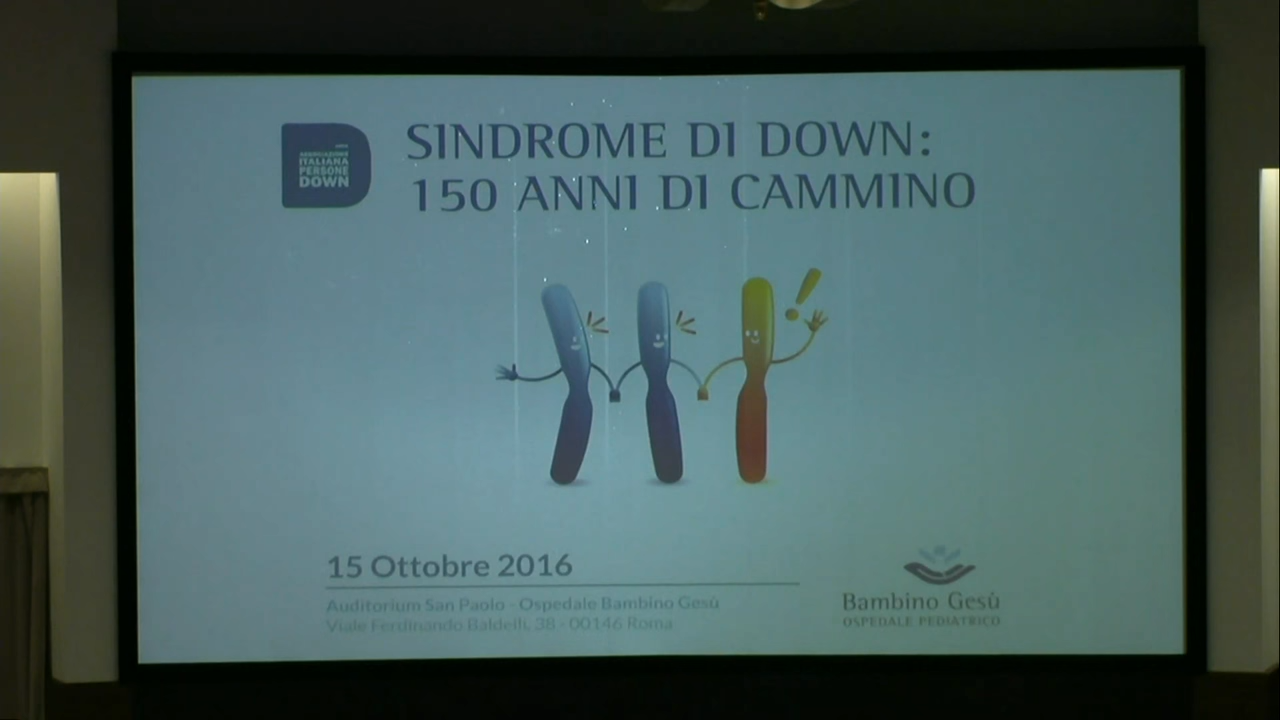 ASSOCIAZIONE
ITALIANA
PERSONE
DOWN
SINDROME DI DOWN:
150 ANNI DI CAMMINO
15 Ottobre 2016
Auditorium San Paolo - Ospedale Bambino Gesù
Viale Ferdinando Baldelli, 38 - 00146 Roma
Bambino Gesù
OSPEDALE PEDIATRICO